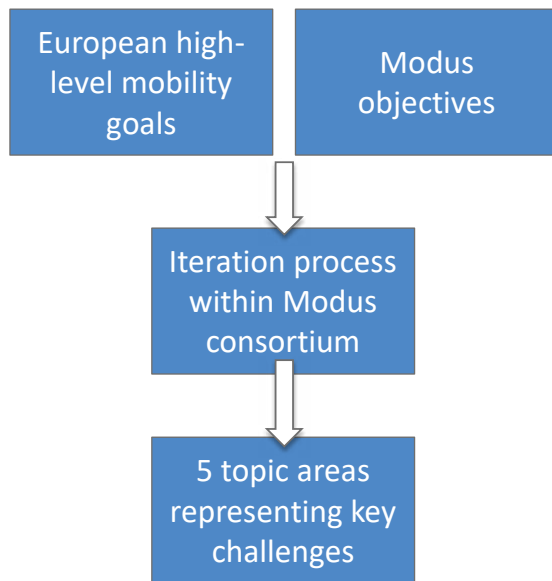 European high-
level mobility
goals
Modus
objectives
Iteration process
within Modus
consortium
5 topic areas
representing key
challenges